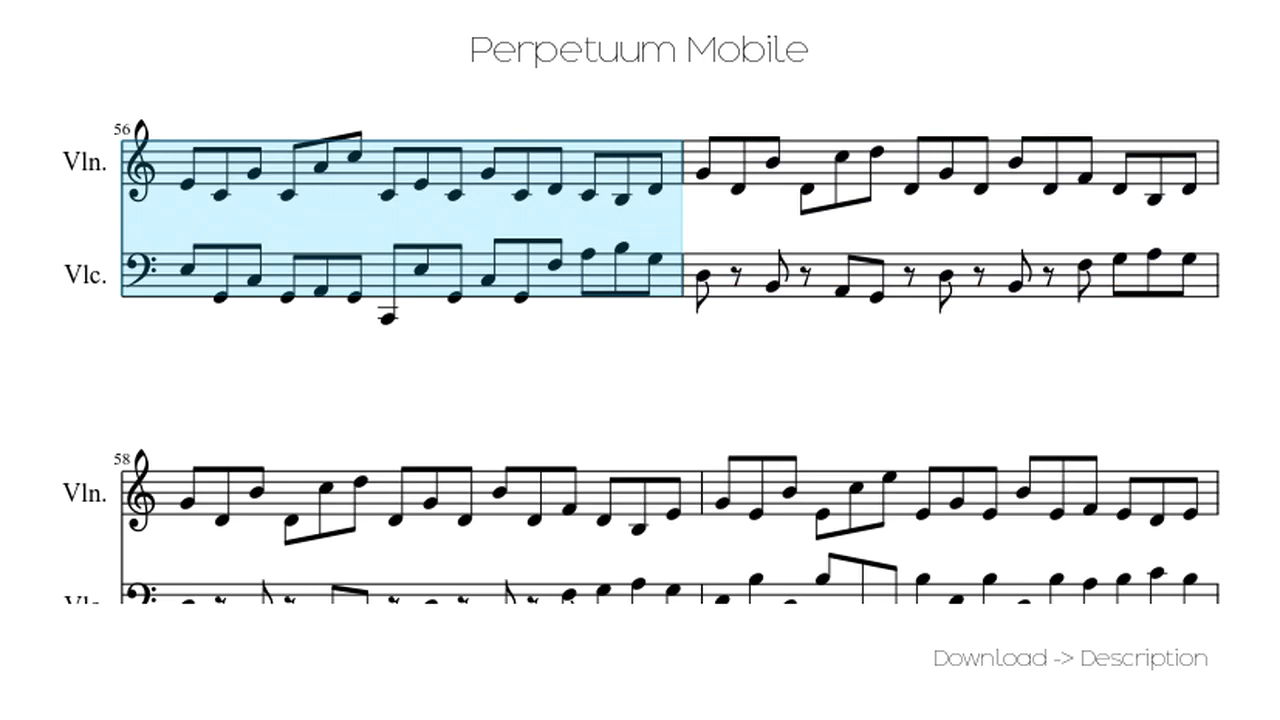 Perpetuum Mobile
56
Vln.
Vlc.
58
Vln.
Download -> Description